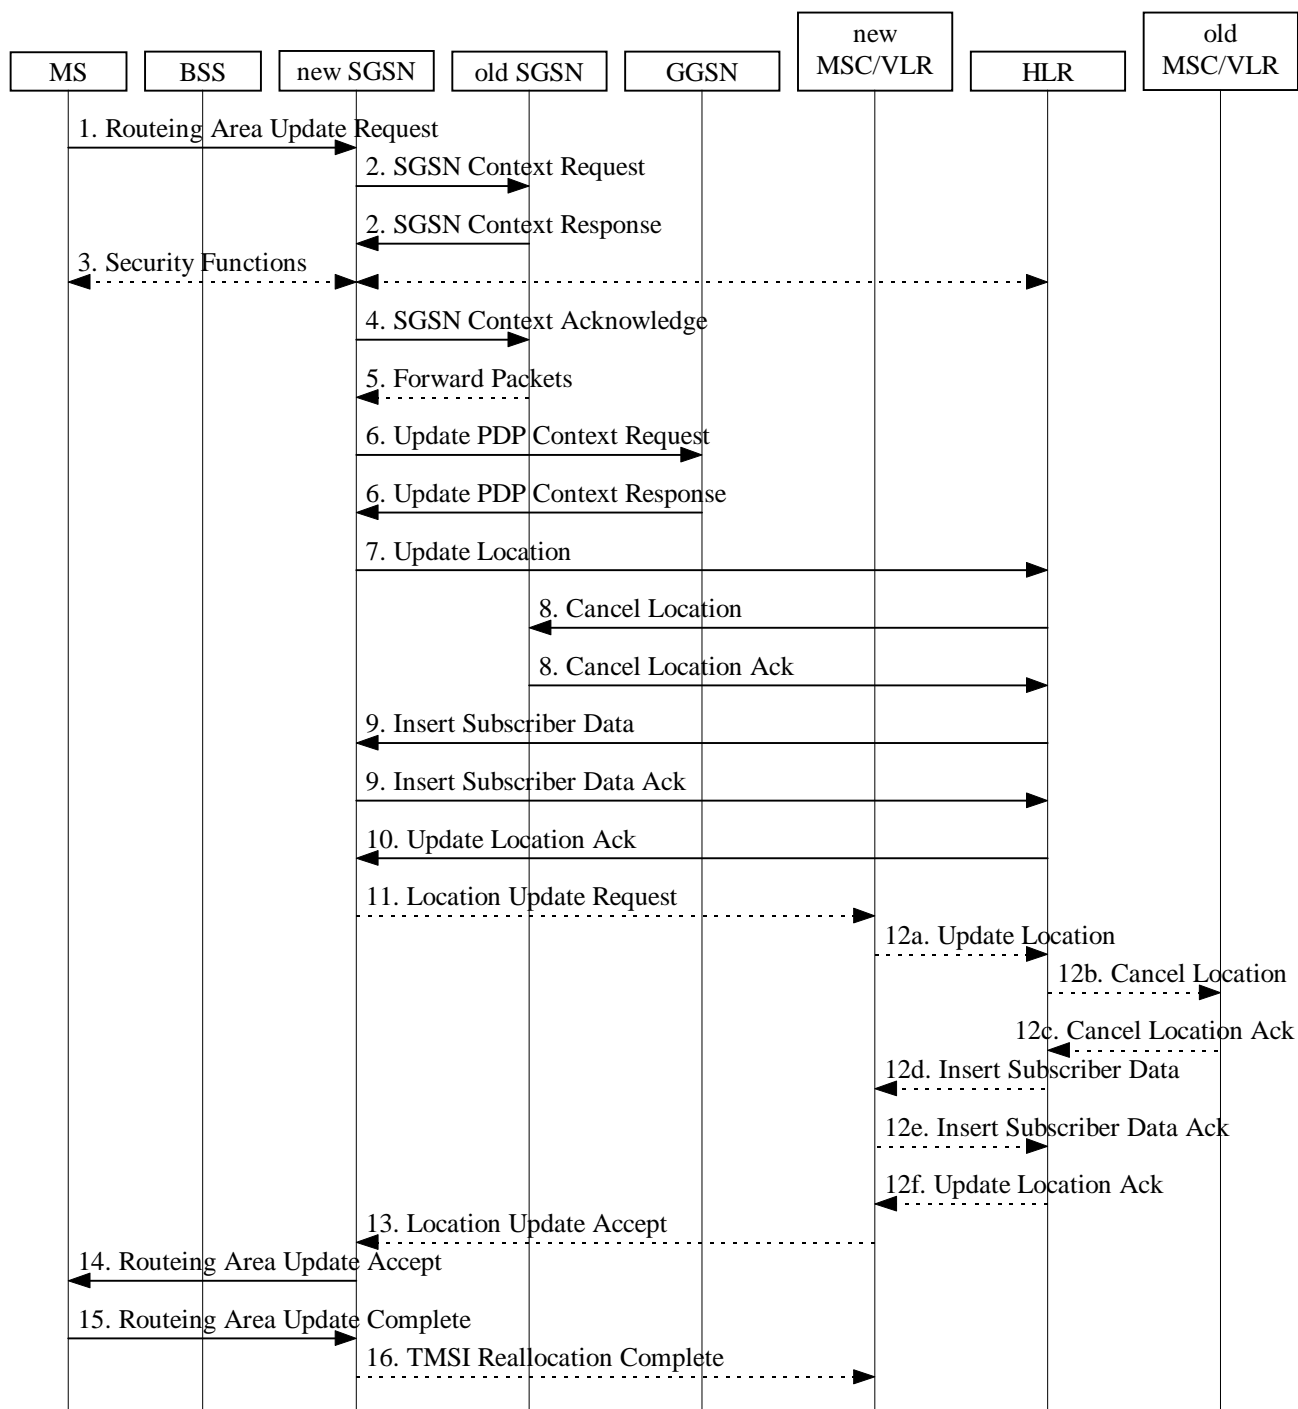 new
old
MS
BSS
new SGSN
old SGSN
GGSN
MSC/VLR
HLR
MSC/VLR
1. Routeing Area Update Request
2. SGSN Context Request
2. SGSN Context Response
3. Security Functions
4. SGSN Context Acknowledge
5. Forward Packets
6. Update PDP Context Request
6. Update PDP Context Response
7. Update Location
8. Cancel Location
8. Cancel Location Ack
9. Insert Subscriber Data
9. Insert Subscriber Data Ack
10. Update Location Ack
11. Location Update Request
12a. Update Location
12b. Cancel Location
12c. Cancel Location Ack
12d. Insert Subscriber Data
12e. Insert Subscriber Data Ack
12f. Update Location Ack
13. Location Update Accept
14. Routeing Area Update Accept
15. Routeing Area Update Complete
16. TMSI Reallocation Complete